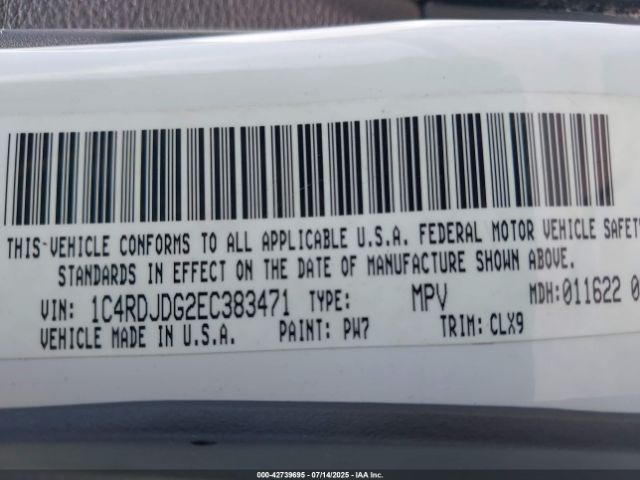 THIS VEHICLE CONFORMS TO ALL APPLICABLE U.S.A. FEDERAL MOTOR VEHICLE SAFETY
STANDARDS IN EFFECT ON THE DATE OF MANUFACTURE SHOWN ABOVE.
VIN: 1C4RDJDG2EC383471 TYPE: MPV MDH:011622 0
VEHICLE MADE IN U.S.A. PAINT: PW7 TRIM: CLX9
000-42739695 - 07/14/2025 - IAA Inc.